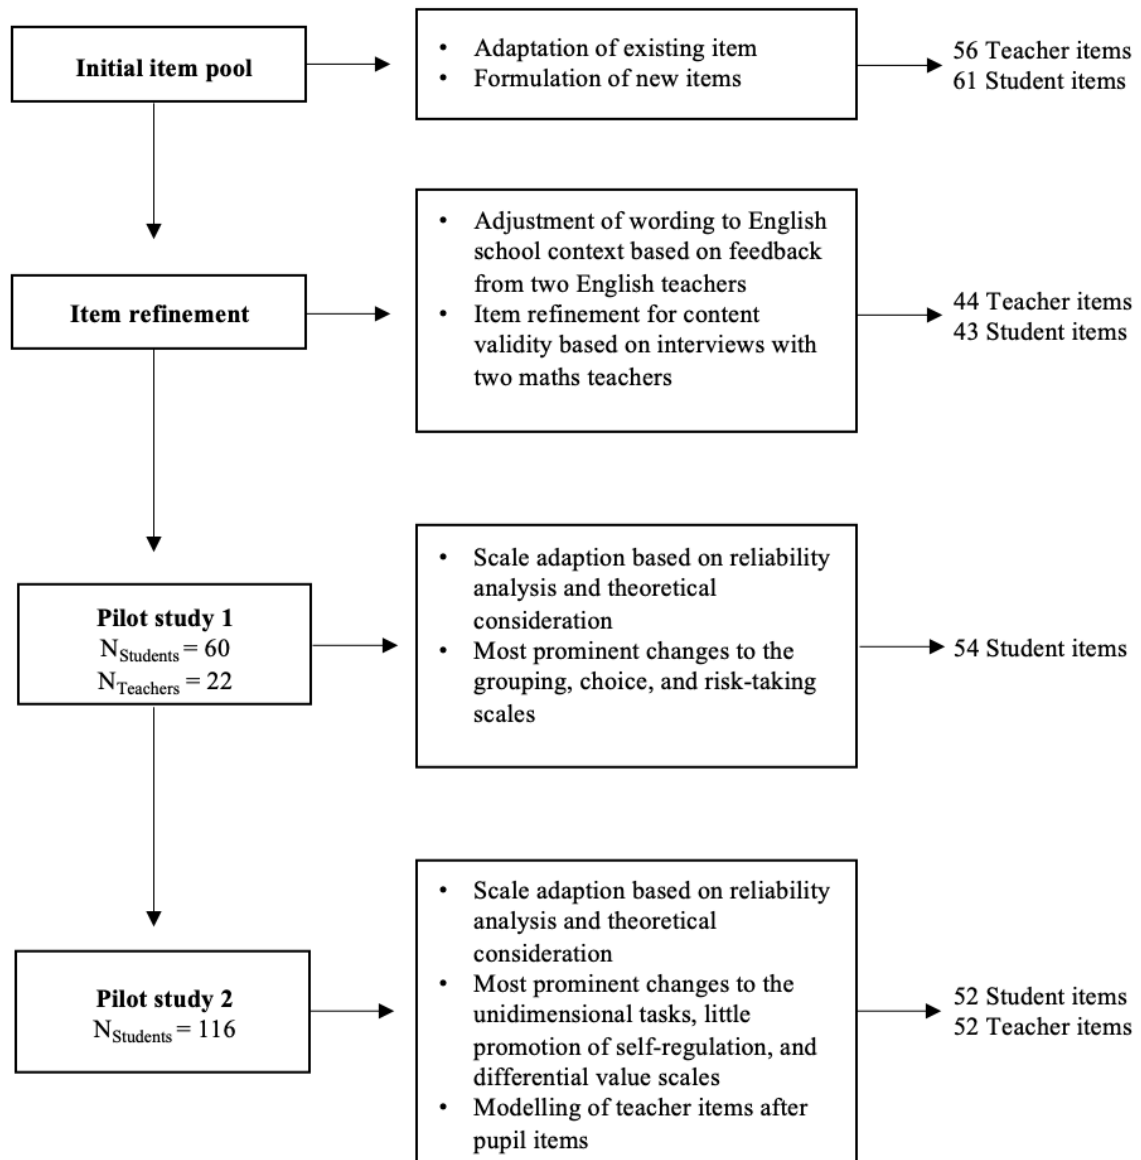 Initial item pool
• Adaptation of existing item
• Formulation of new items
56 Teacher items
61 Student items
Item refinement
• Adjustment of wording to English
school context based on feedback
from two English teachers
• Item refinement for content
validity based on interviews with
two maths teachers
44 Teacher items
43 Student items
Pilot study 1
NStudents = 60
NTeachers = 22
• Scale adaption based on reliability
analysis and theoretical
consideration
• Most prominent changes to the
grouping, choice, and risk-taking
scales
54 Student items
Pilot study 2
NStudents = 116
• Scale adaption based on reliability
analysis and theoretical
consideration
• Most prominent changes to the
unidimensional tasks, little
promotion of self-regulation, and
differential value scales
• Modelling of teacher items after
pupil items
52 Student items
52 Teacher items